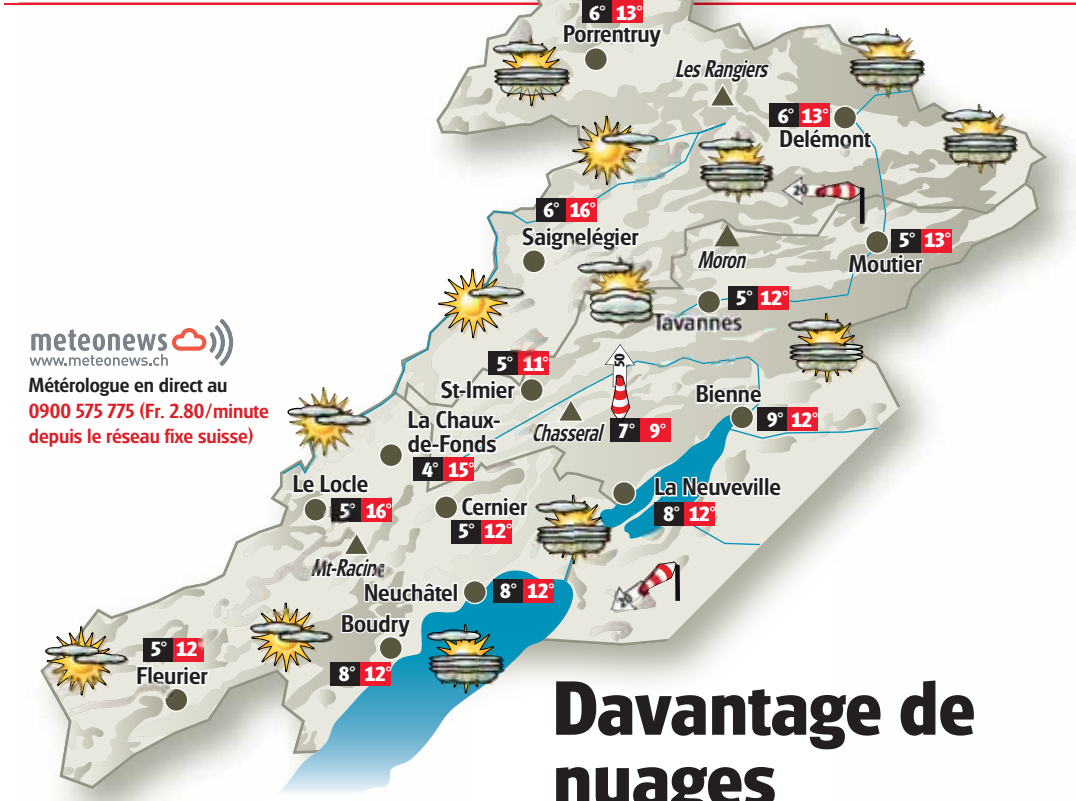 6° 13°
Porrentruy
Les Rangiers
6° 13°
Delémont
20
6° 16°
Saignelégier
Moron
5° 13°
Moutier
5° 12°
Tavannes
meteonews
www.meteonews.ch
Météorologue en direct au
0900 575 775 (Fr. 2.80/minute
depuis le réseau fixe suisse)
5° 11°
St-Imier
50
Bienne
9° 12°
Chasseral 7° 9°
La Chaux-
de-Fonds
4° 15°
Le Locle
5° 16°
Cernier
5° 12°
La Neuveville
8° 12°
Mt-Racine
Neuchâtel 8° 12°
20
Boudry
8° 12°
5° 12
Fleurier
Davantage de
nuages